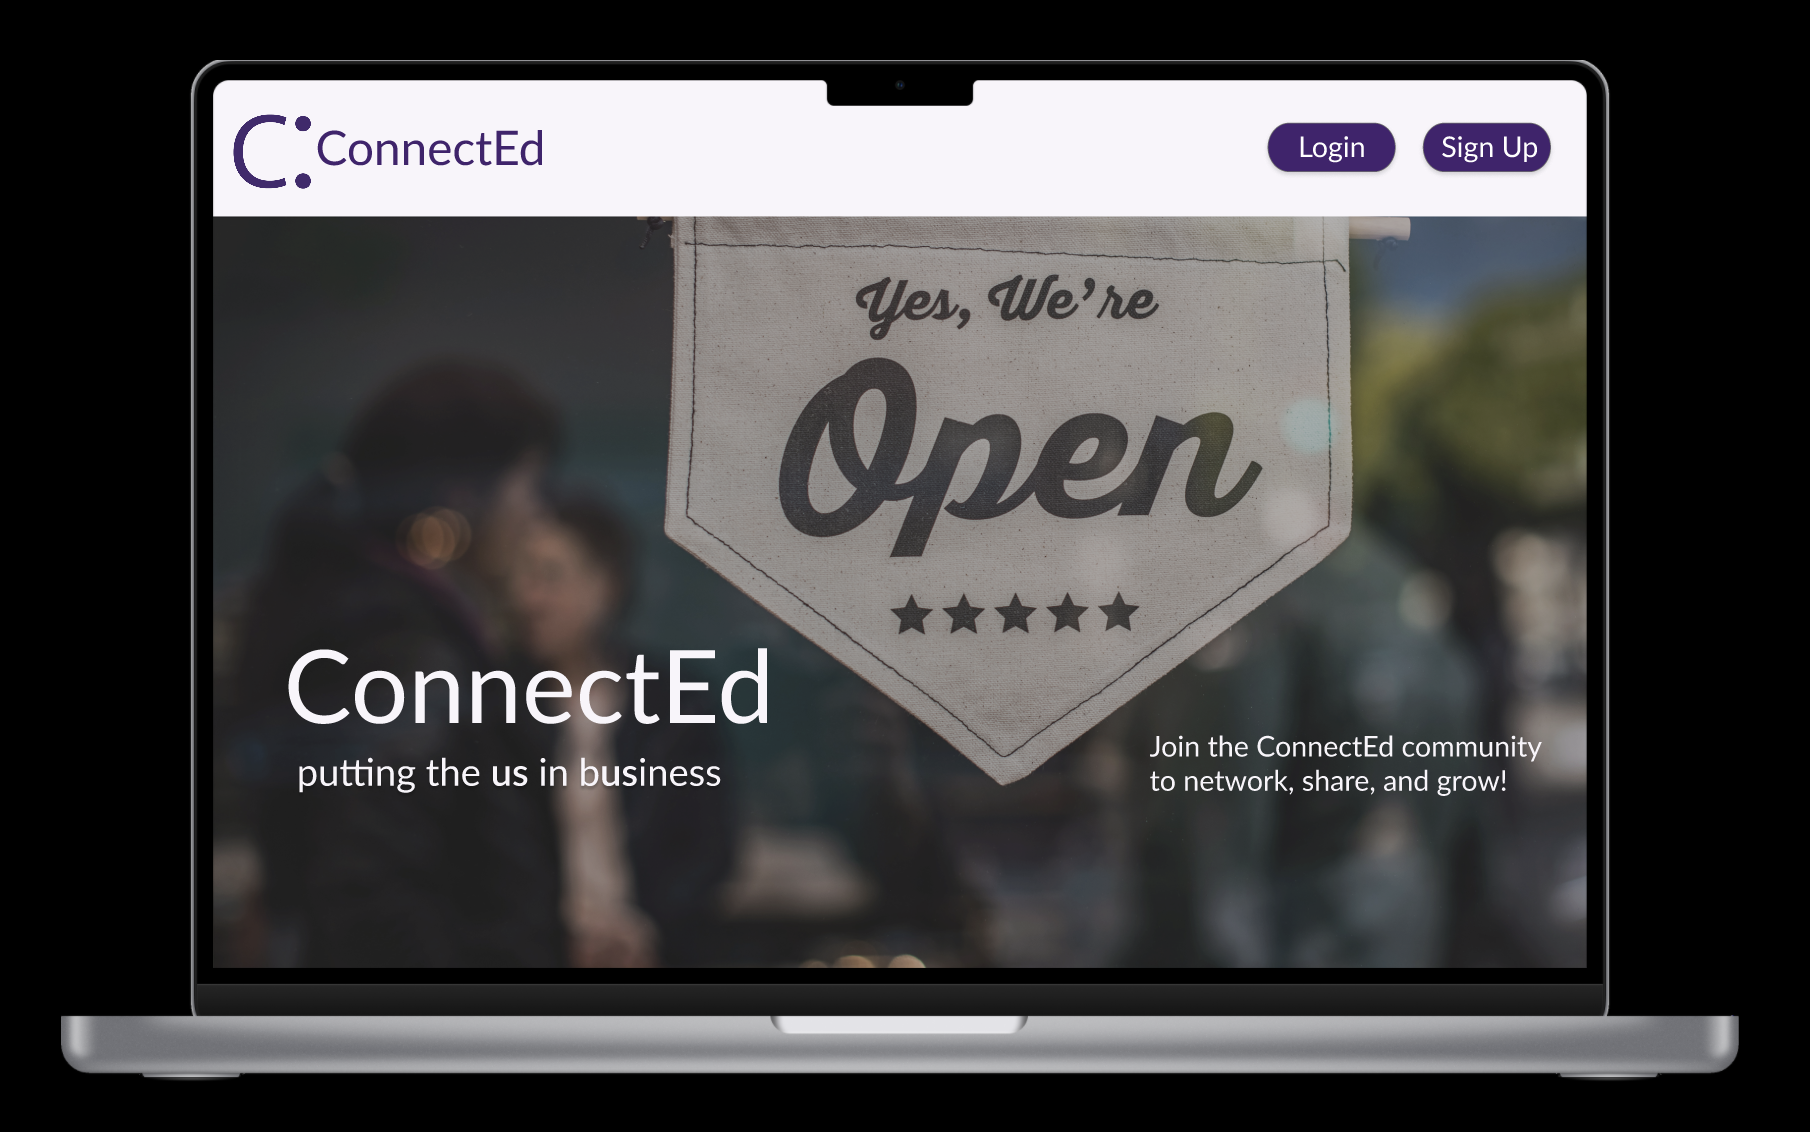 ConnectEd
Login
Sign Up
Yes, We're
Open
ConnectEd
putting the us in business
Join the ConnectEd community
to network, share, and grow!